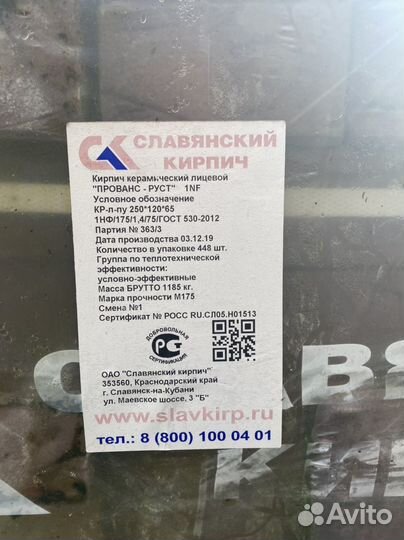 СК СЛАВЯНСКИЙ
КИРПИЧ
Кирпич керамический лицевой
"ПРОВАНС - РУСТ" 1NF
Условное обозначение
КР-л-пу 250*120*65
1НФ/175/1,4/75/ГОСТ 530-2012
Партия № 363/3
Дата производства 03.12.19
Количество в упаковке 448 шт.
Группа по теплотехнической
эффективности:
условно-эффективные
Масса БРУТТО 1185 кг.
Марка прочности М175
Смена №1
Сертификат № РОСС RU.СЛ05.Н01513
ДОБРОВОЛЬНАЯ
РСТ
СЕРТИФИКАЦИЯ
ОАО "Славянский кирпич"
353560, Краснодарский край
г. Славянск-на-Кубани
ул. Маевское шоссе, 3 "Б"
www.slavkirp.ru
тел.: 8 (800) 100 04 01
Avito